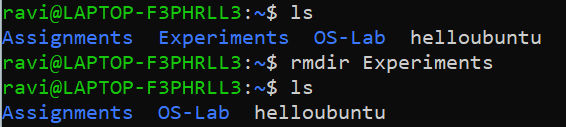 ravi@LAPTOP-F3PHRLL3:~$ ls
Assignments  Experiments  OS-Lab  helloubuntu
ravi@LAPTOP-F3PHRLL3:~$ rmdir Experiments
ravi@LAPTOP-F3PHRLL3:~$ ls
Assignments  OS-Lab  helloubuntu